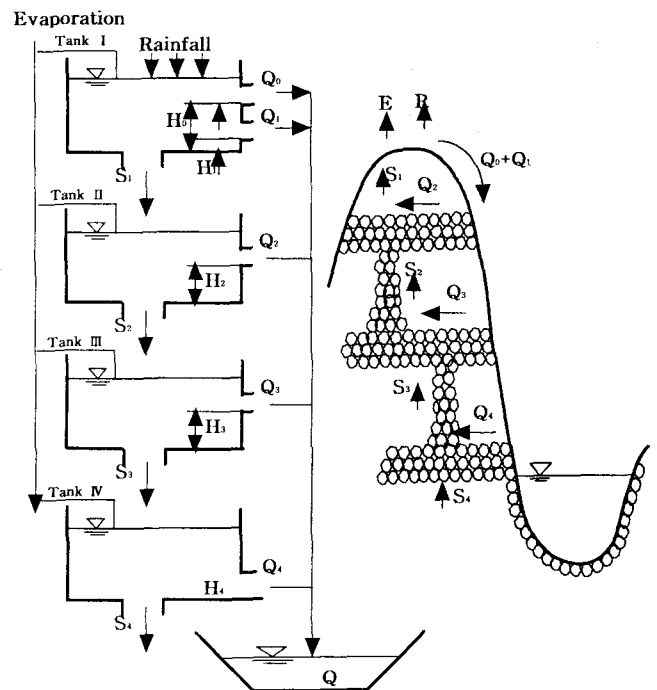 Evaporation
Tank I
Rainfall
Q₀
Q₁
H₀
H₁
S₁
Tank II
Q₂
H₂
S₂
Tank III
Q₃
H₃
S₃
Tank IV
Q₄
H₄
S₄
Q
E
R
Q₀+Q₁
S₁
Q₂
S₂
Q₃
S₃
Q₄
S₄